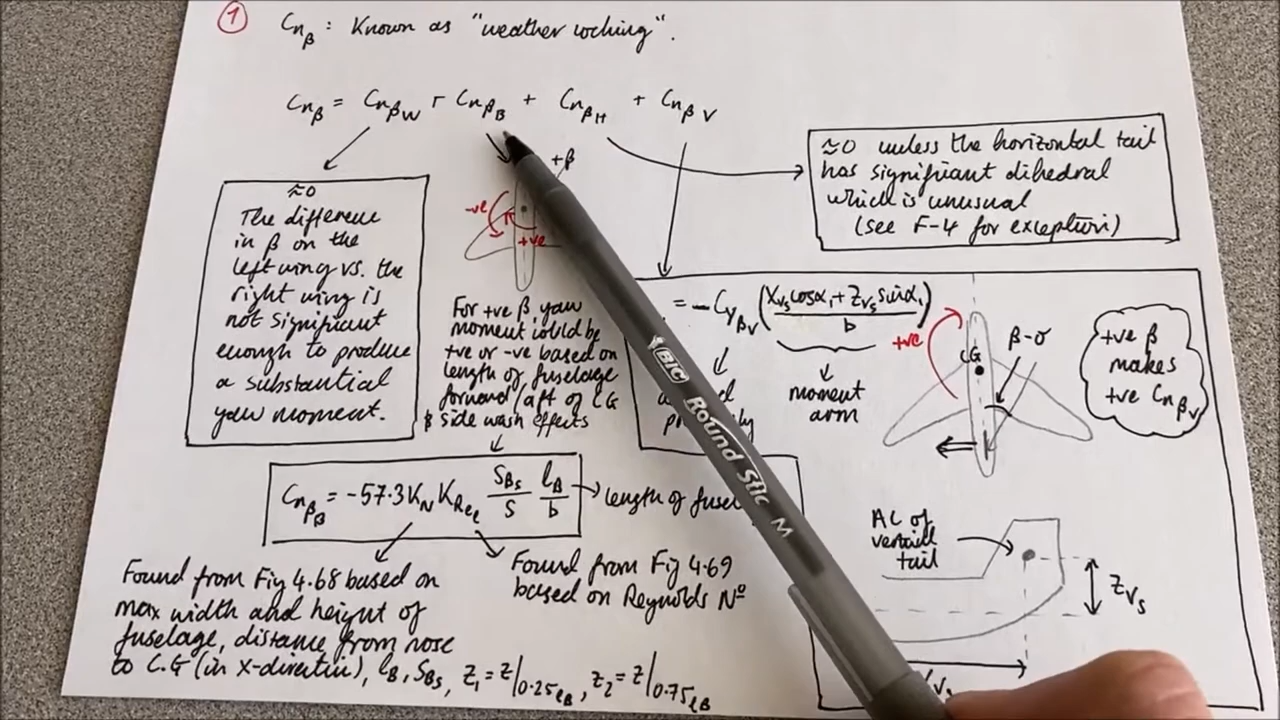 1
Cnβ : Known as "weather cocking".
Cnβ = CnβW + CnβB + CnβH + CnβV
≈0
The difference
in β on the
left wing vs. the
right wing is
not significant
enough to produce
a substantial
yaw moment.
+β
-ve
+ve
For +ve β, yaw
moment could be
+ve or -ve based on
length of fuselage
forward/aft of CG
& side wash effects
CnβB = -57.3 KN KRel SBs/S lB/b → length of
Found from Fig 4.68 based on
max width and height of
fuselage, distance from nose
to C.G (in x-direction), lB, SBs, z1 = z|0.25lB, z2 = z|0.75lB
Found from Fig 4.69
based on Reynolds Nº
≈0 unless the horizontal tail
has significant dihedral
which is unusual
(see F-4 for exception)
= -CyβV (XVs cosα1 + ZVs sinα1 / b)
moment
arm
+ve
CG
β-σ
+ve β
makes
+ve CnβV
AC of
vertical
tail
ZVs
BIC Round Stic M